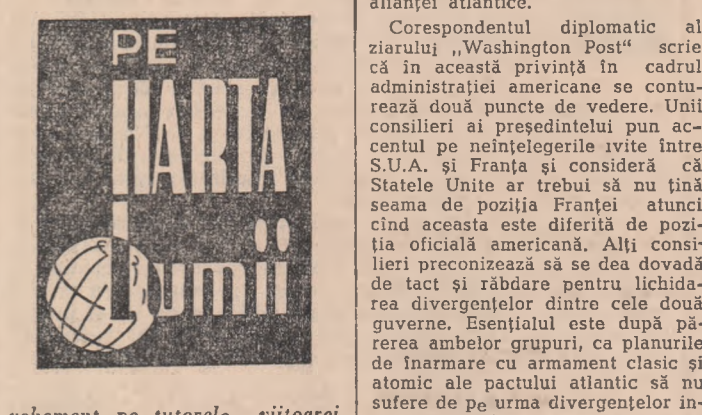 PE
HARTA
lumii
pe tutorele viitoarei
alianței atlantice.
Corespondentul diplomatic al
ziarului „Washington Post“ scrie
că în această privință în cadrul
administrației americane se contu-
rează două puncte de vedere. Unii
consilieri ai președintelui pun ac-
centul pe neînțelegerile ivite între
S.U.A. și Franța și consideră că
Statele Unite ar trebui să nu țină
seama de poziția Franței atunci
cînd aceasta este diferită de pozi-
ția oficială americană. Alți consi-
lieri preconizează să se dea dovadă
de tact și răbdare pentru lichida-
rea divergențelor dintre cele două
guverne. Esențialul este după pă-
rerea ambelor grupuri, ca planurile
de înarmare cu armament clasic și
atomic ale pactului atlantic să nu
sufere de pe urma divergențelor in-